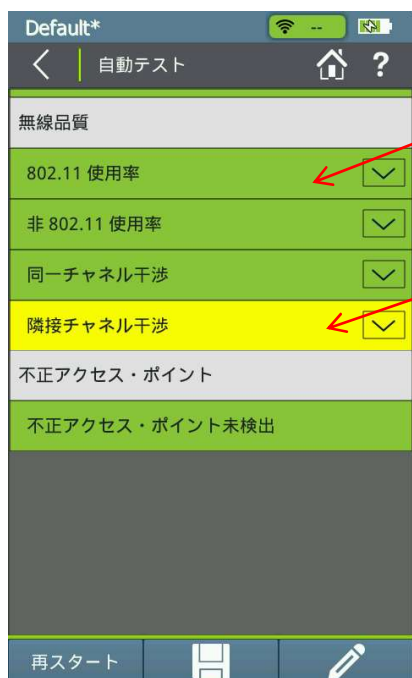 Default*
--
自動テスト
?
無線品質
802.11 使用率
非 802.11 使用率
同一チャネル干渉
隣接チャネル干渉
不正アクセス・ポイント
不正アクセス・ポイント未検出
再スタート